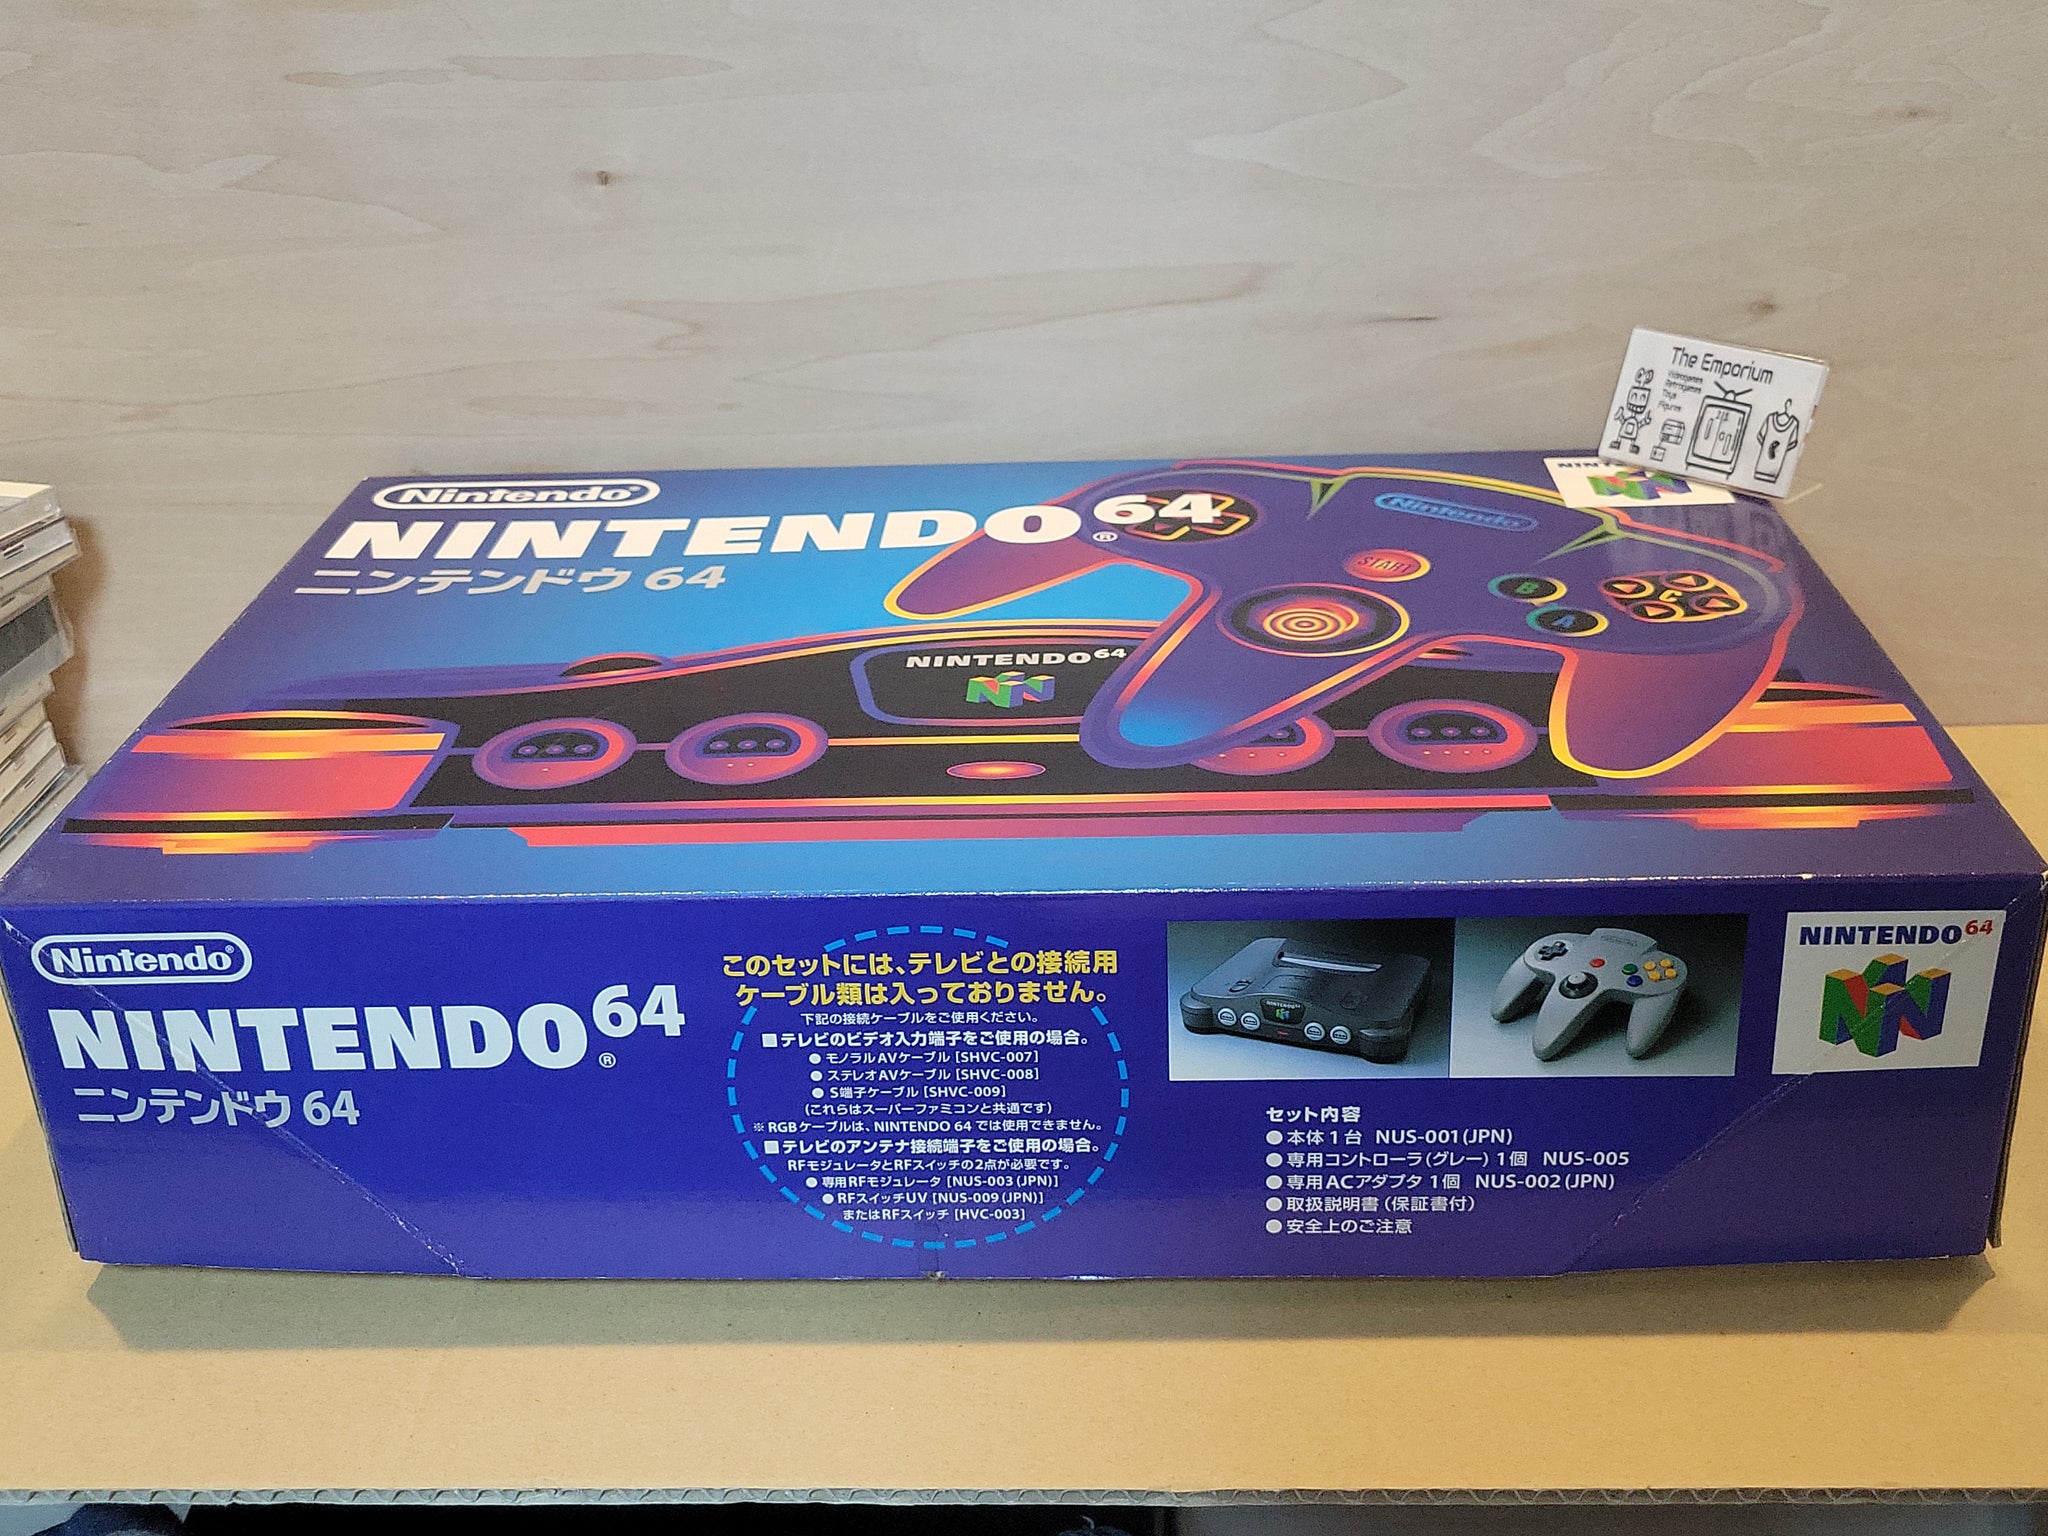 The Emporium
Videogames
Retrogames
Toys
Figures
Nintendo®
NINTENDO®64
ニンテンドウ 64
Nintendo
START
B
A
C
NINTENDO64
Nintendo®
NINTENDO®64
ニンテンドウ 64
このセットには、テレビとの接続用
ケーブル類は入っておりません。
下記の接続ケーブルをご使用ください。
■テレビのビデオ入力端子をご使用の場合。
●モノラルAVケーブル [SHVC-007]
●ステレオAVケーブル [SHVC-008]
●S端子ケーブル [SHVC-009]
(これらはスーパーファミコンと共通です)
※RGBケーブルは、NINTENDO 64 では使用できません。
■テレビのアンテナ接続端子をご使用の場合。
RFモジュレータとRFスイッチの2点が必要です。
●専用RFモジュレータ [NUS-003 (JPN)]
●RFスイッチUV [NUS-009 (JPN)]
またはRFスイッチ [HVC-003]
NINTENDO64
NINTENDO64
セット内容
●本体1台 NUS-001(JPN)
●専用コントローラ(グレー)1個 NUS-005
●専用ACアダプタ 1個 NUS-002(JPN)
●取扱説明書(保証書付)
●安全上のご注意